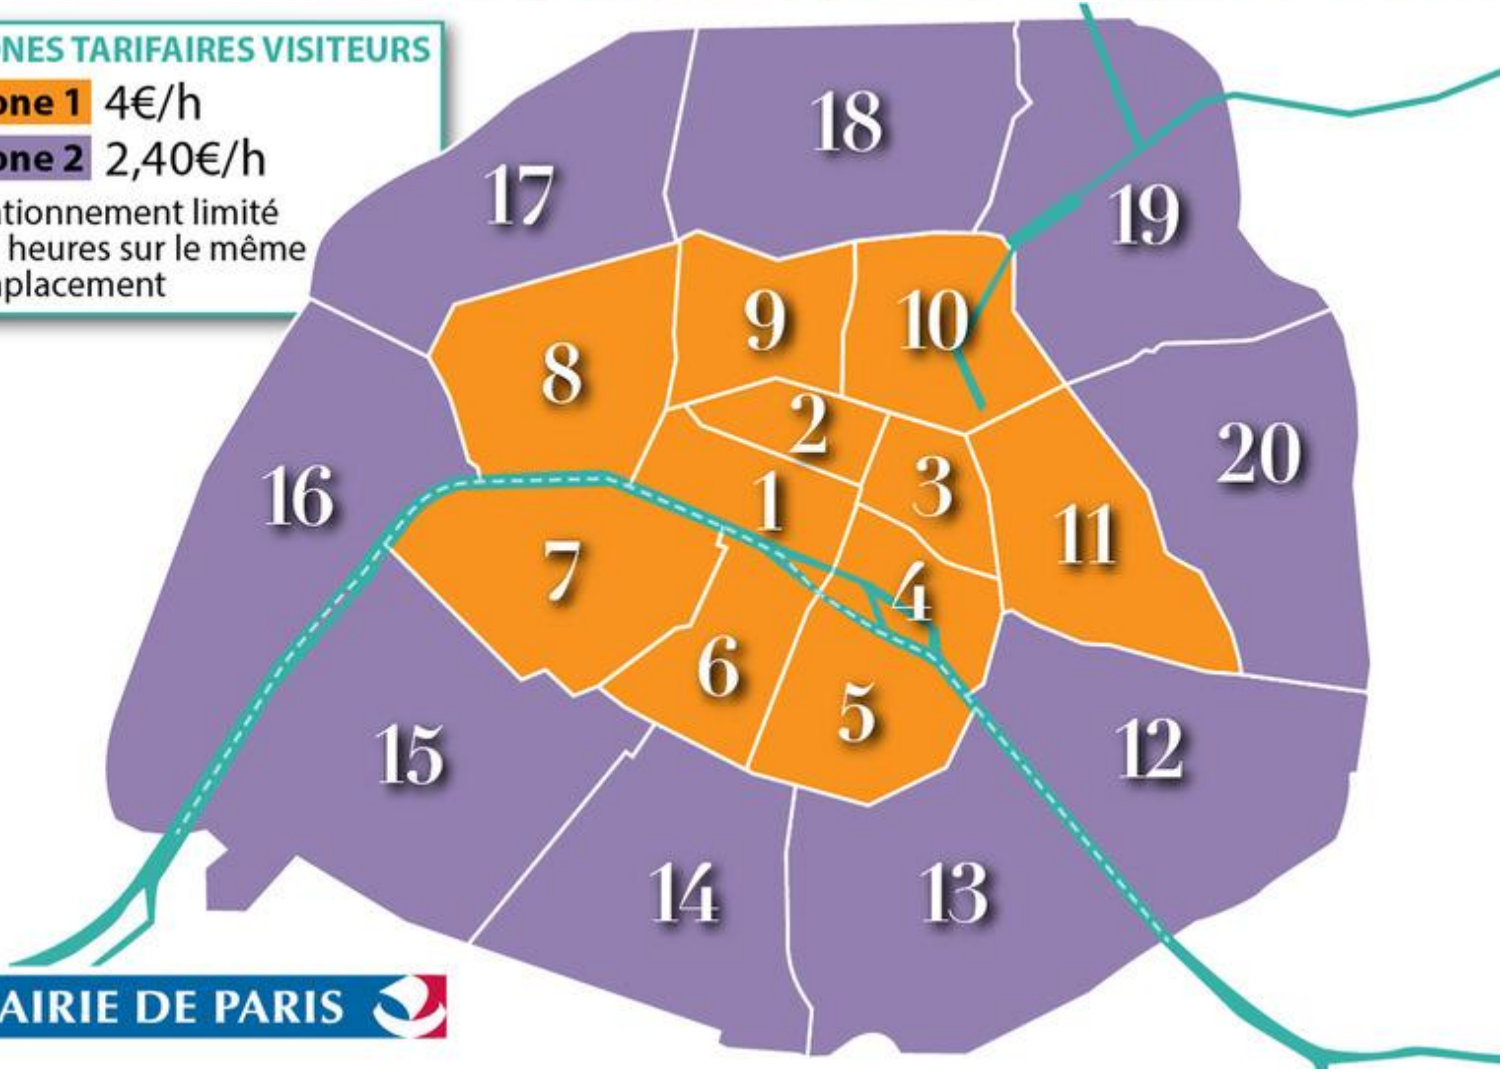 NES TARIFAIRES VISITEURS
one 1 4€/h
one 2 2,40€/h
tionnement limité
heures sur le même
placement
17
18
19
9
10
8
2
20
16
1
3
11
7
4
6
5
15
12
14
13
AIRIE DE PARIS